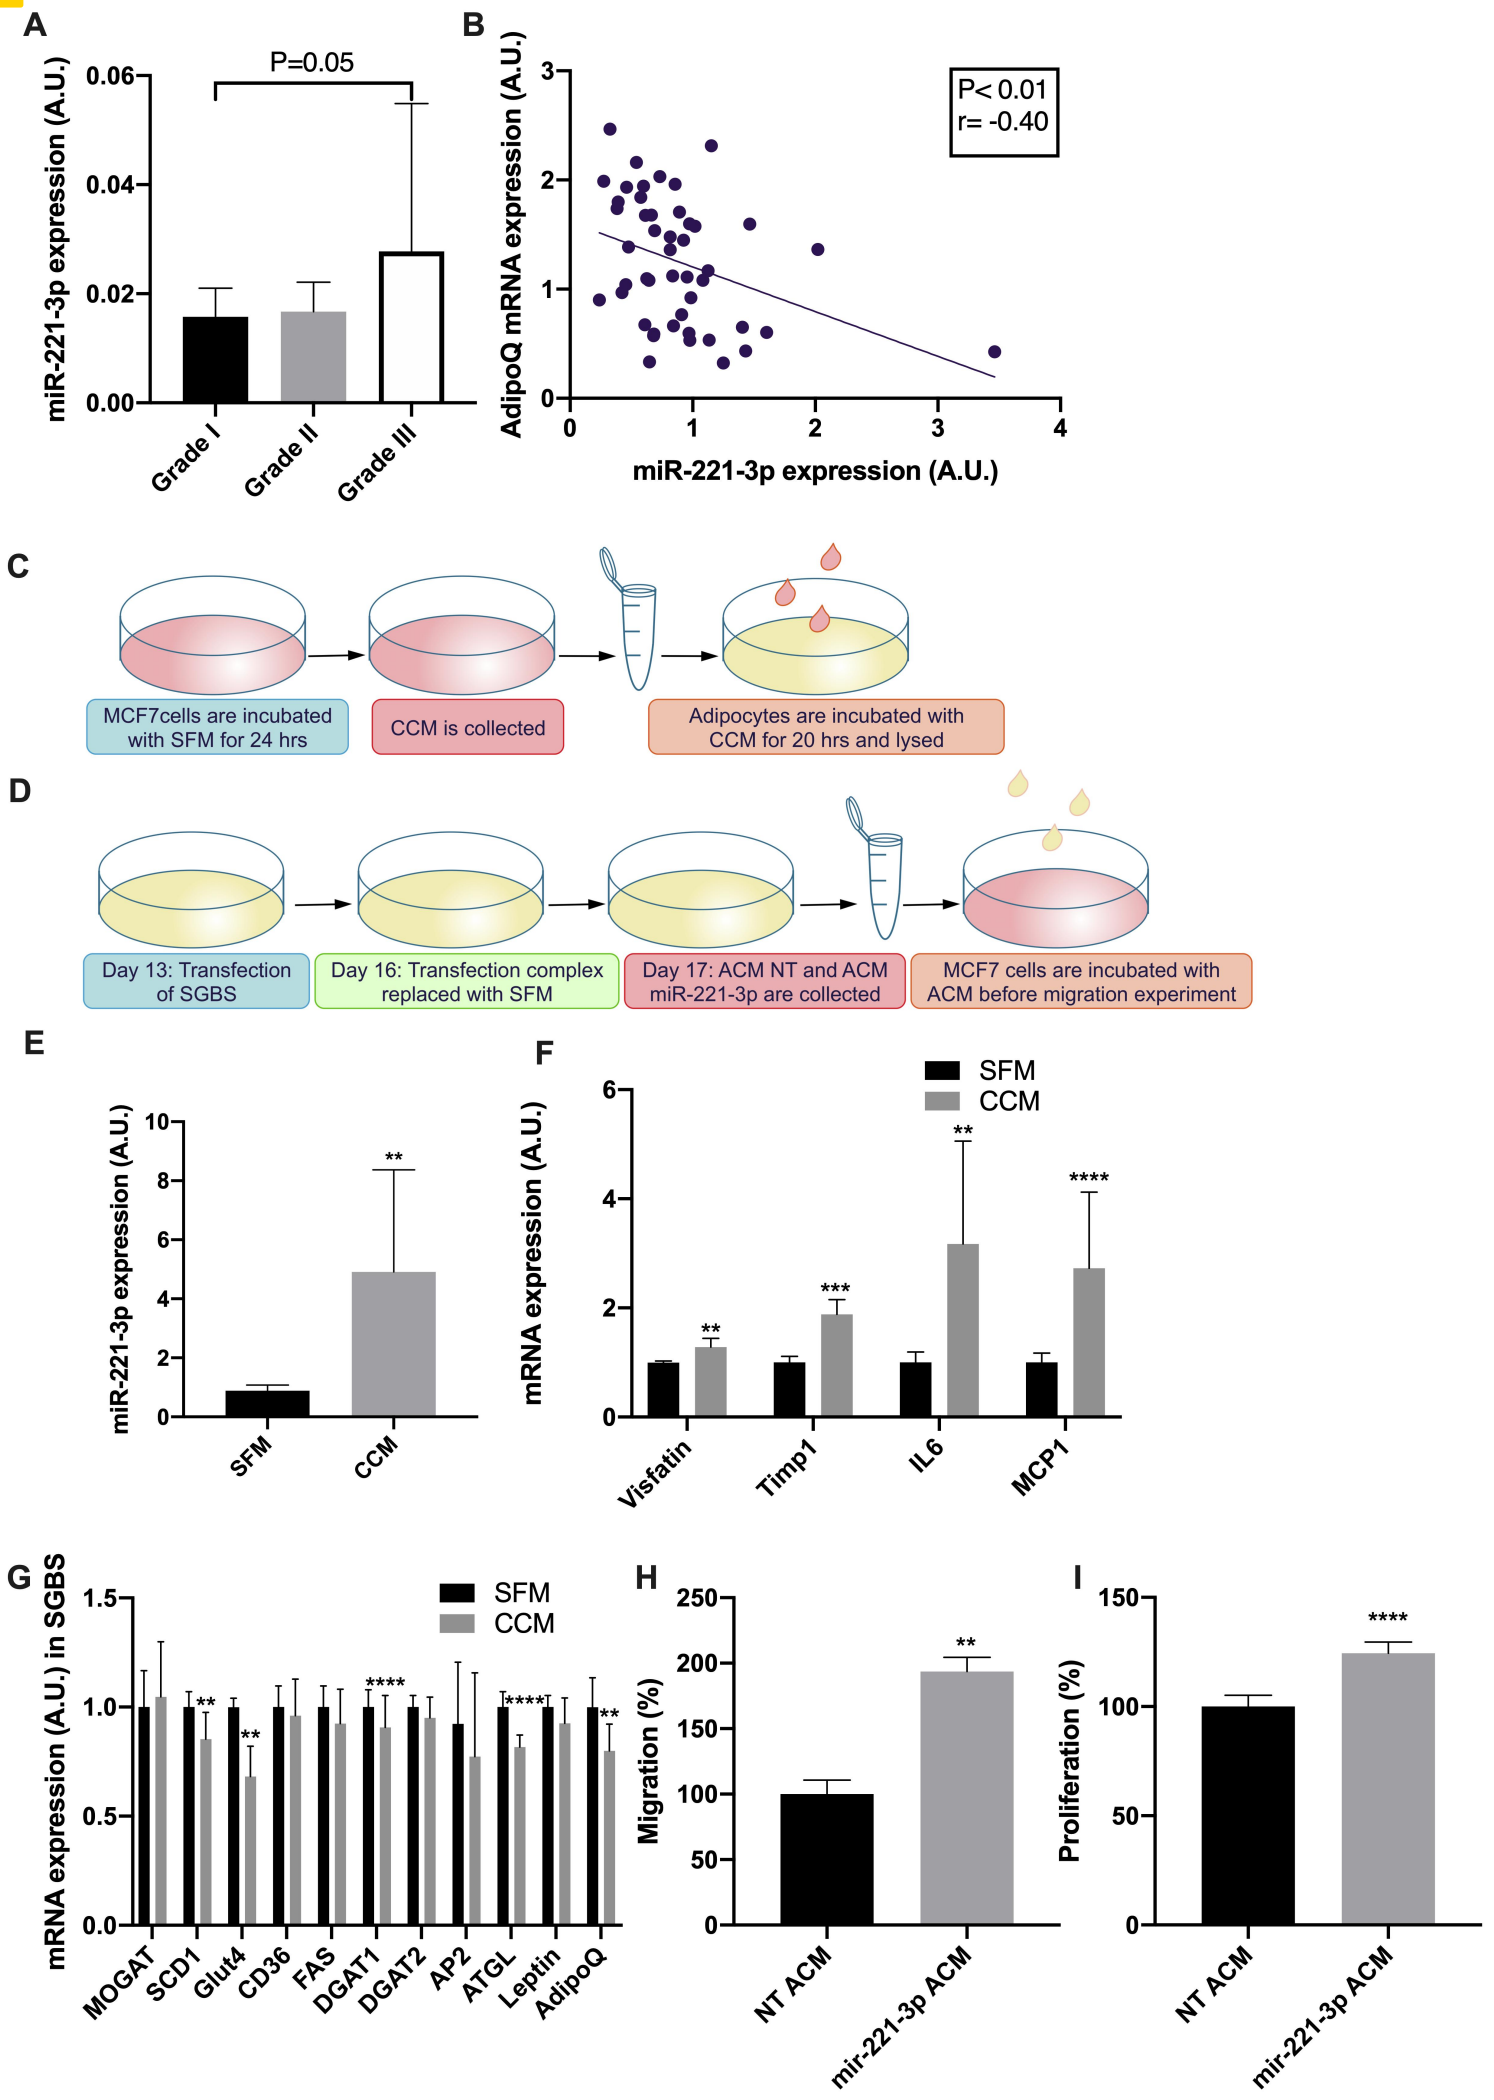 A
P=0.05
miR-221-3p expression (A.U.)
0.06
0.04
0.02
0.00
Grade I
Grade II
Grade III
B
AdipoQ mRNA expression (A.U.)
3
2
1
0
0
1
2
3
4
miR-221-3p expression (A.U.)
P< 0.01
r= -0.40
C
MCF7cells are incubated
with SFM for 24 hrs
CCM is collected
Adipocytes are incubated with
CCM for 20 hrs and lysed
D
Day 13: Transfection
of SGBS
Day 16: Transfection complex
replaced with SFM
Day 17: ACM NT and ACM
miR-221-3p are collected
MCF7 cells are incubated with
ACM before migration experiment
E
miR-221-3p expression (A.U.)
10
8
6
4
2
0
**
SFM
CCM
F
mRNA expression (A.U.)
6
4
2
0
SFM
CCM
**
***
**
****
Visfatin
Timp1
IL6
MCP1
G
mRNA expression (A.U.) in SGBS
1.5
1.0
0.5
0.0
SFM
CCM
**
**
****
****
**
MOGAT
SCD1
Glut4
CD36
FAS
DGAT1
DGAT2
AP2
ATGL
Leptin
AdipoQ
H
Migration (%)
250
200
150
100
50
0
**
NT ACM
mir-221-3p ACM
I
Proliferation (%)
150
100
50
0
****
NT ACM
mir-221-3p ACM